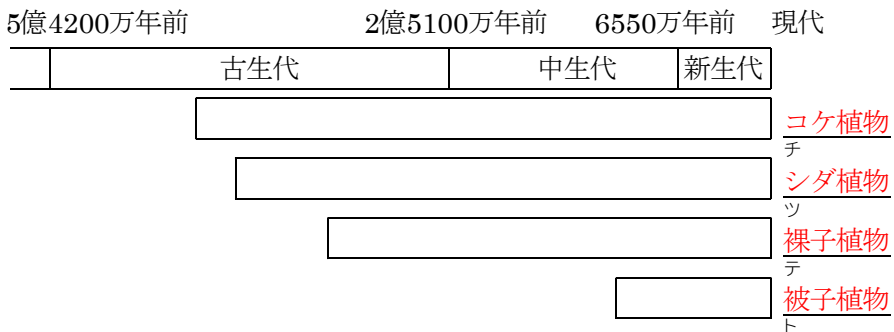 5億4200万年前 2億5100万年前 6550万年前 現代
古生代 中生代 新生代
コケ植物
チ
シダ植物
ツ
裸子植物
テ
被子植物
ト